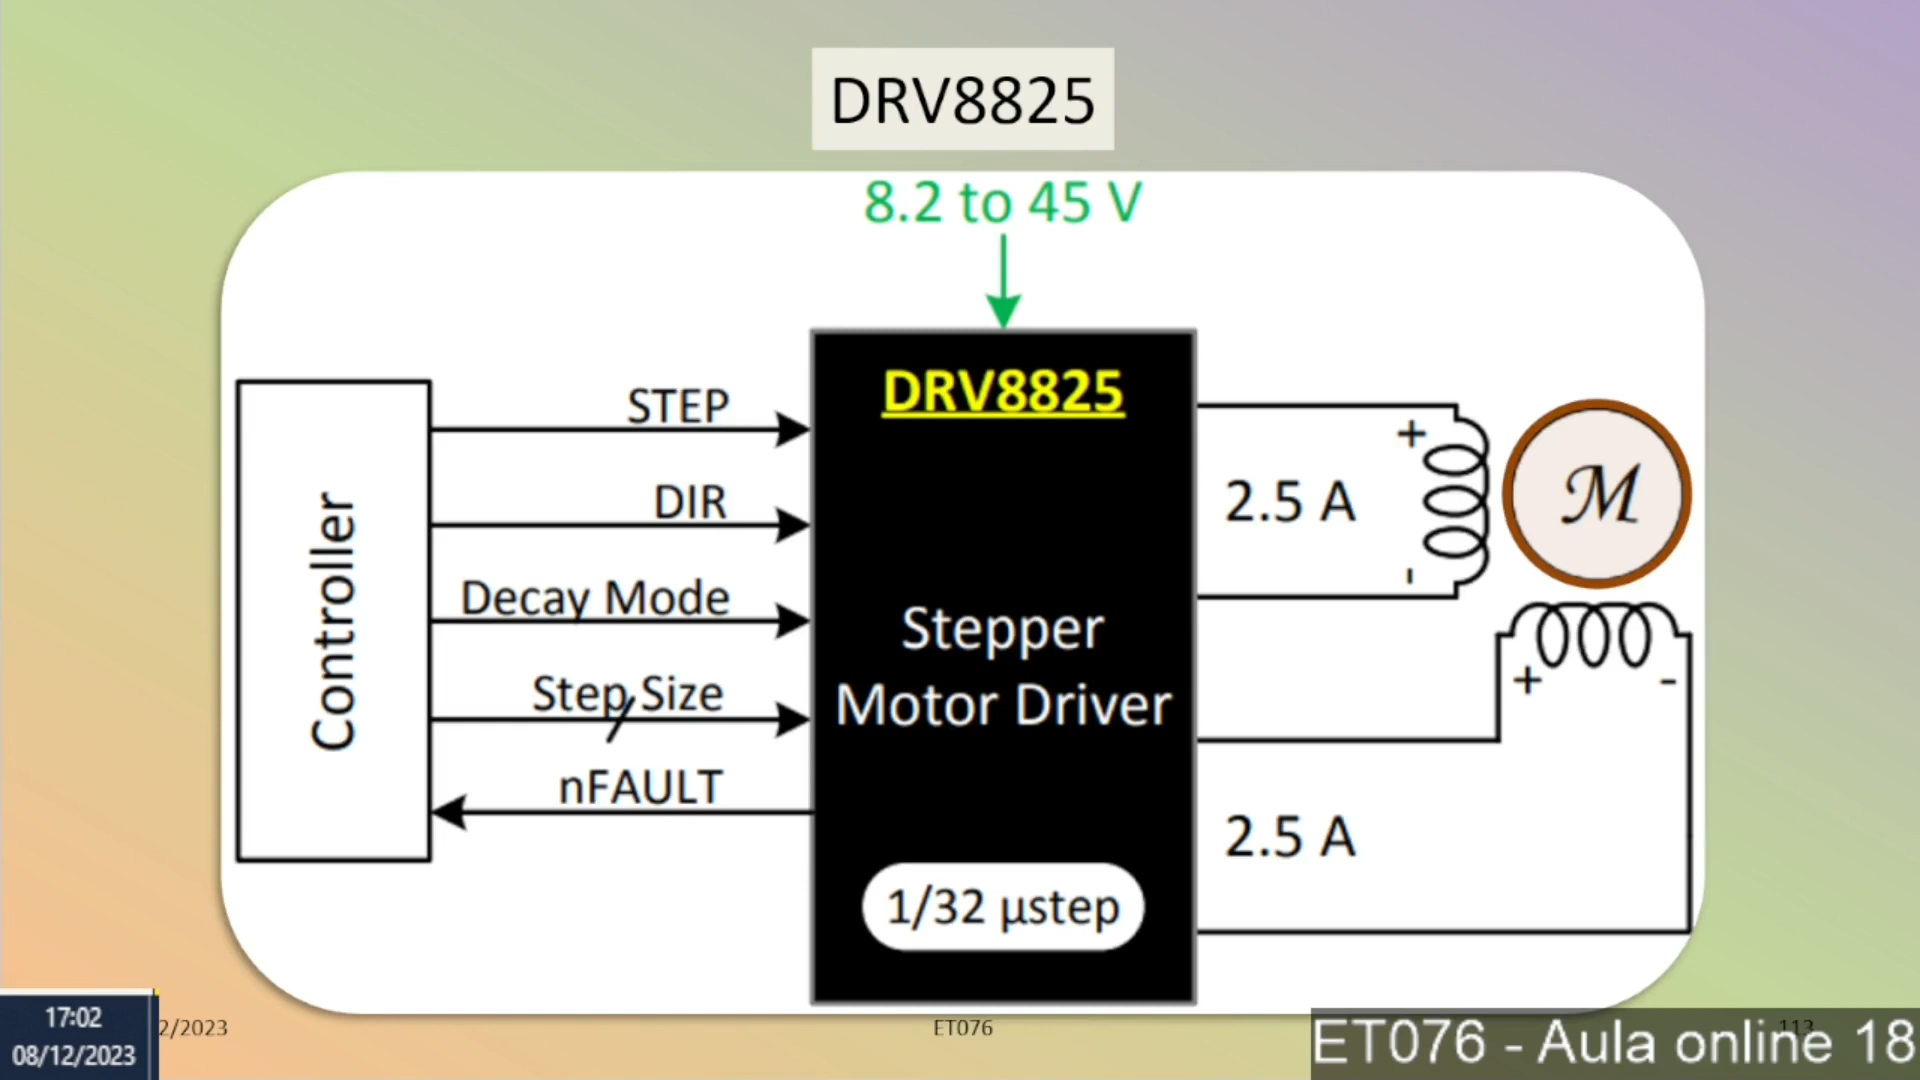 DRV8825
8.2 to 45 V
DRV8825
Stepper
Motor Driver
1/32 µstep
Controller
STEP
DIR
Decay Mode
Step Size
nFAULT
2.5 A
+
-
M
+ -
2.5 A
17:02
08/12/2023
2/2023
ET076
113
ET076 - Aula online 18